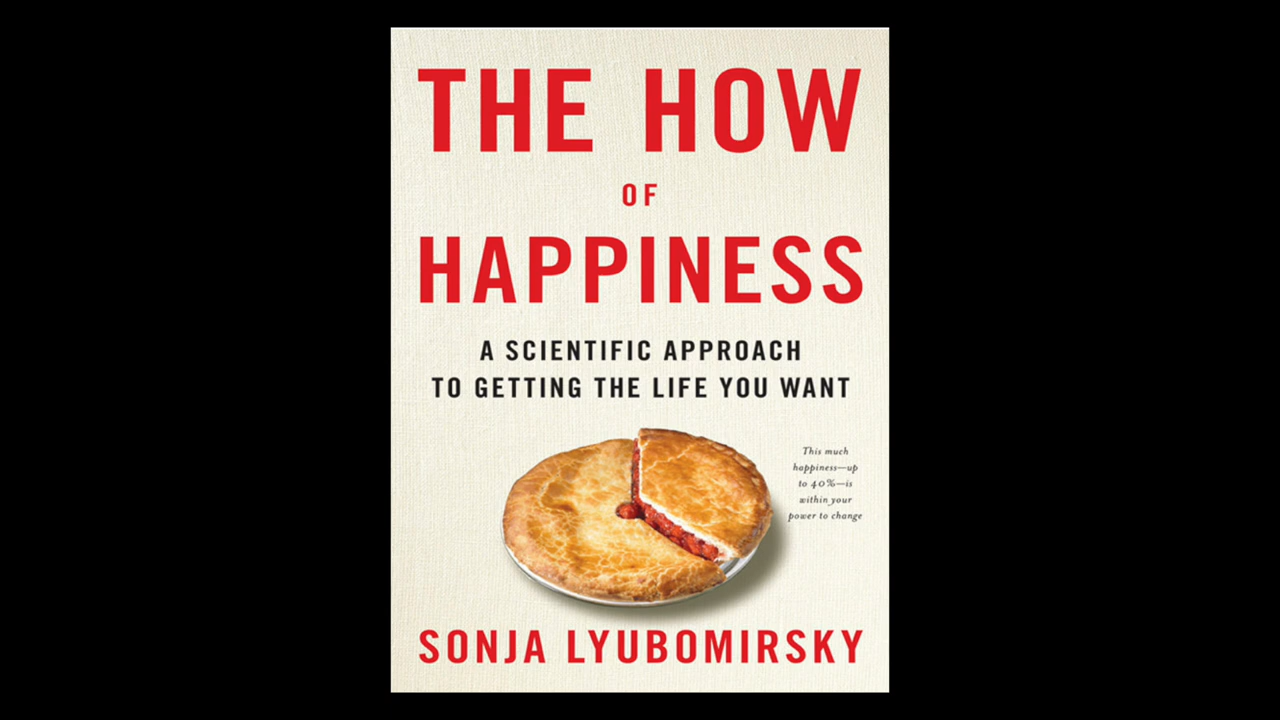 THE HOW
OF
HAPPINESS
A SCIENTIFIC APPROACH
TO GETTING THE LIFE YOU WANT
This much
happiness—up
to 40%—is
within your
power to change
SONJA LYUBOMIRSKY